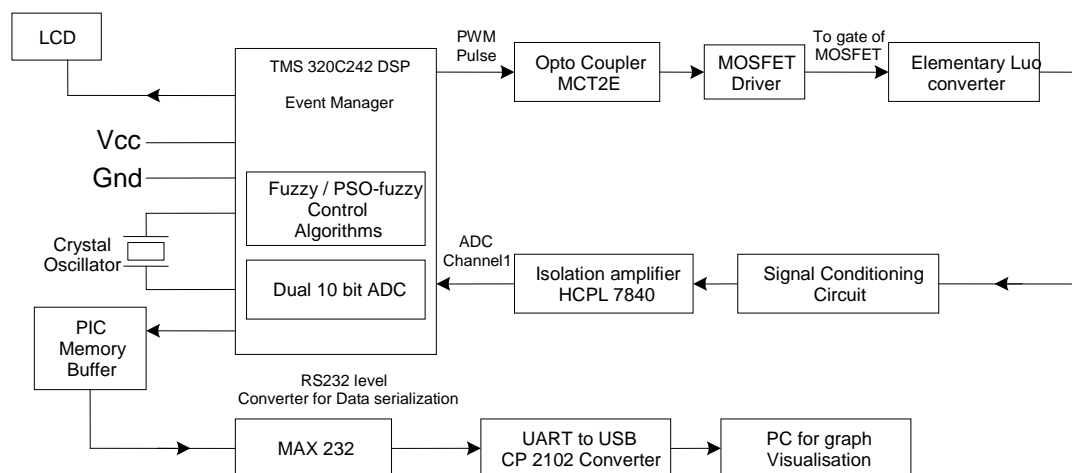 LCD
TMS 320C242 DSP
Event Manager
PWM
Pulse
Opto Coupler
MCT2E
MOSFET
Driver
To gate of
MOSFET
Elementary Luo
converter
Vcc
Gnd
Fuzzy / PSO-fuzzy
Control
Algorithms
Crystal
Oscillator
Dual 10 bit ADC
ADC
Channel1
Isolation amplifier
HCPL 7840
Signal Conditioning
Circuit
PIC
Memory
Buffer
RS232 level
Converter for Data serialization
MAX 232
UART to USB
CP 2102 Converter
PC for graph
Visualisation